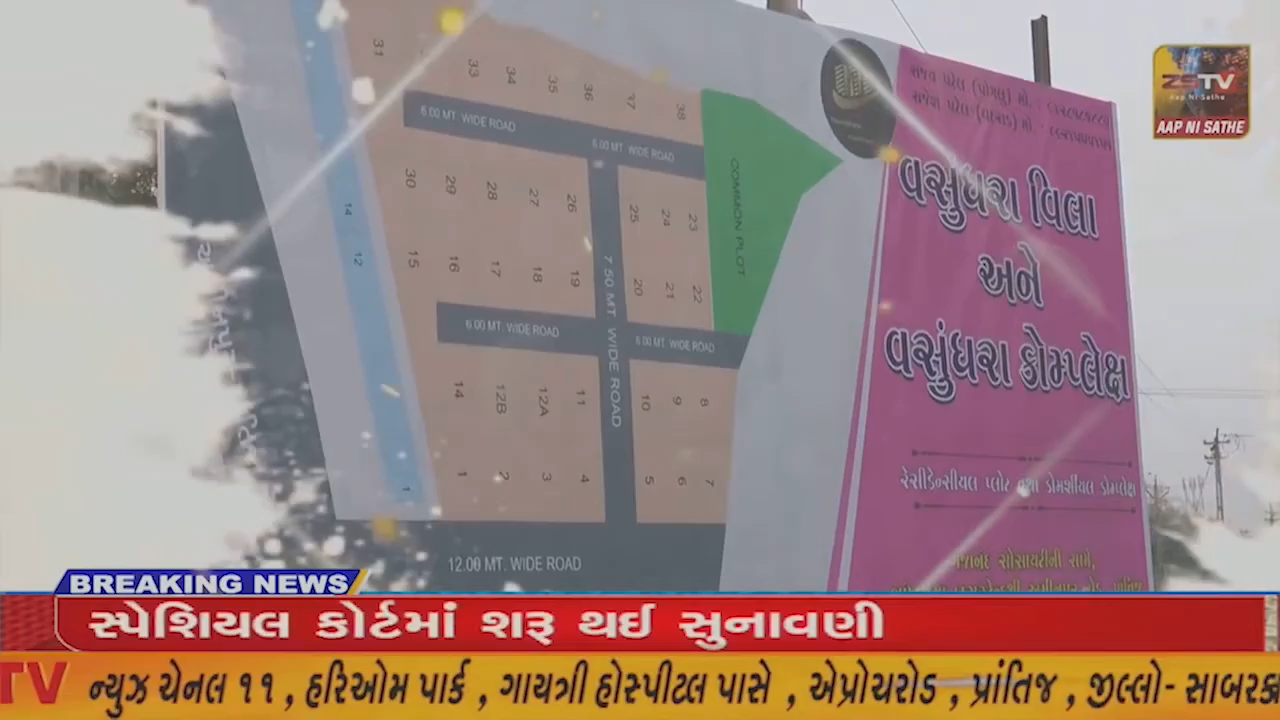 ZSTV
Aap Ni Sathe
AAP NI SATHE
વસુંધરા વિલા
અને
વસુંધરા કોમ્પ્લેક્ષ
રેસીડેન્સીયલ પ્લોટ તથા કોમર્શીયલ કોમ્પ્લેક્ષ
સોસાયટીની સામે,
31 33 34 35 36 37 38
6.00 MT. WIDE ROAD
6.00 MT. WIDE ROAD
COMMON PLOT
30 29 28 27 26 25 24 23
14
12
15 16 17 18 19 20 21 22
7.50 MT. WIDE ROAD
6.00 MT. WIDE ROAD
6.00 MT. WIDE ROAD
14 12B 12A 11 10 9 8
1 1 2 3 4 5 6 7
12.00 MT. WIDE ROAD
BREAKING NEWS
સ્પેશિયલ કોર્ટમાં શરૂ થઈ સુનાવણી
TV ન્યુઝ ચેનલ ૧૧ , હરિઓમ પાર્ક , ગાયત્રી હોસ્પીટલ પાસે , એપ્રોચરોડ , પ્રાંતિજ , જીલ્લો- સાબરકા